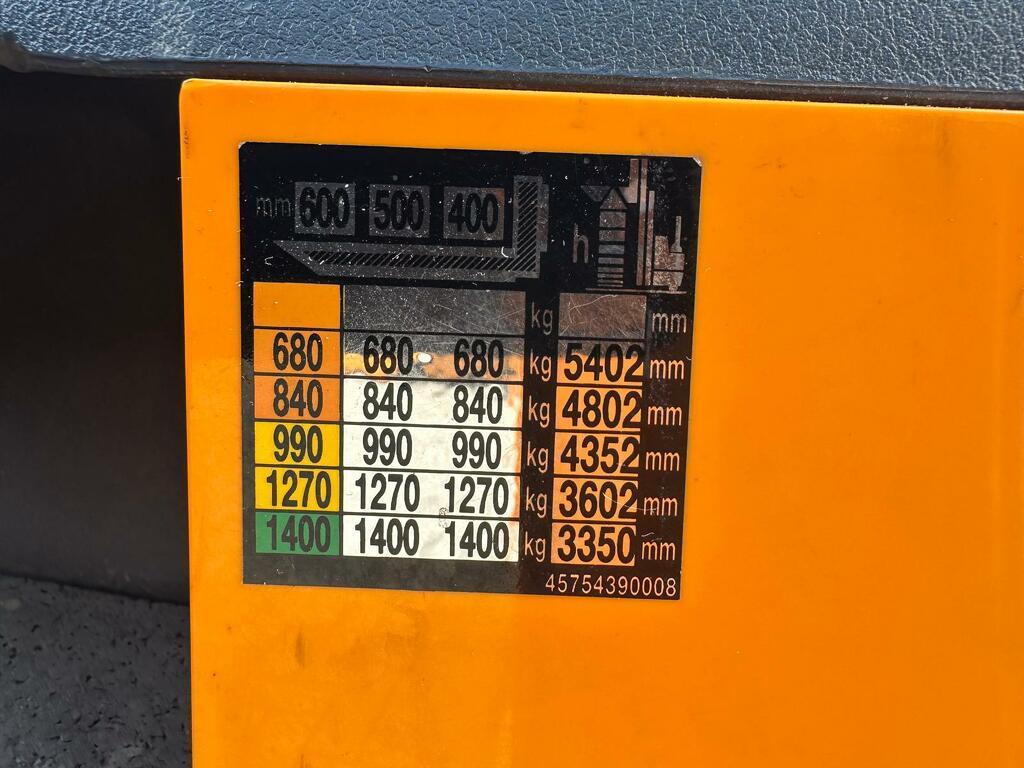 mm 600 500 400
h
kg mm
680 680 680 kg 5402 mm
840 840 840 kg 4802 mm
990 990 990 kg 4352 mm
1270 1270 1270 kg 3602 mm
1400 1400 1400 kg 3350 mm
45754390008